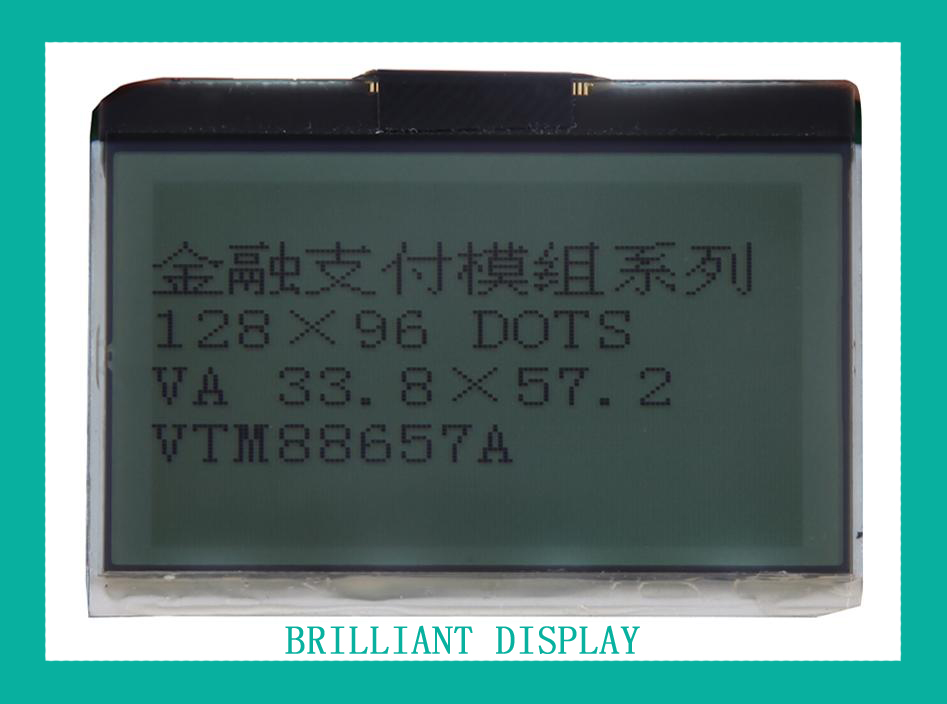 金融支付模组系列
128×96 DOTS
VA 33.8×57.2
VTM88657A
BRILLIANT DISPLAY